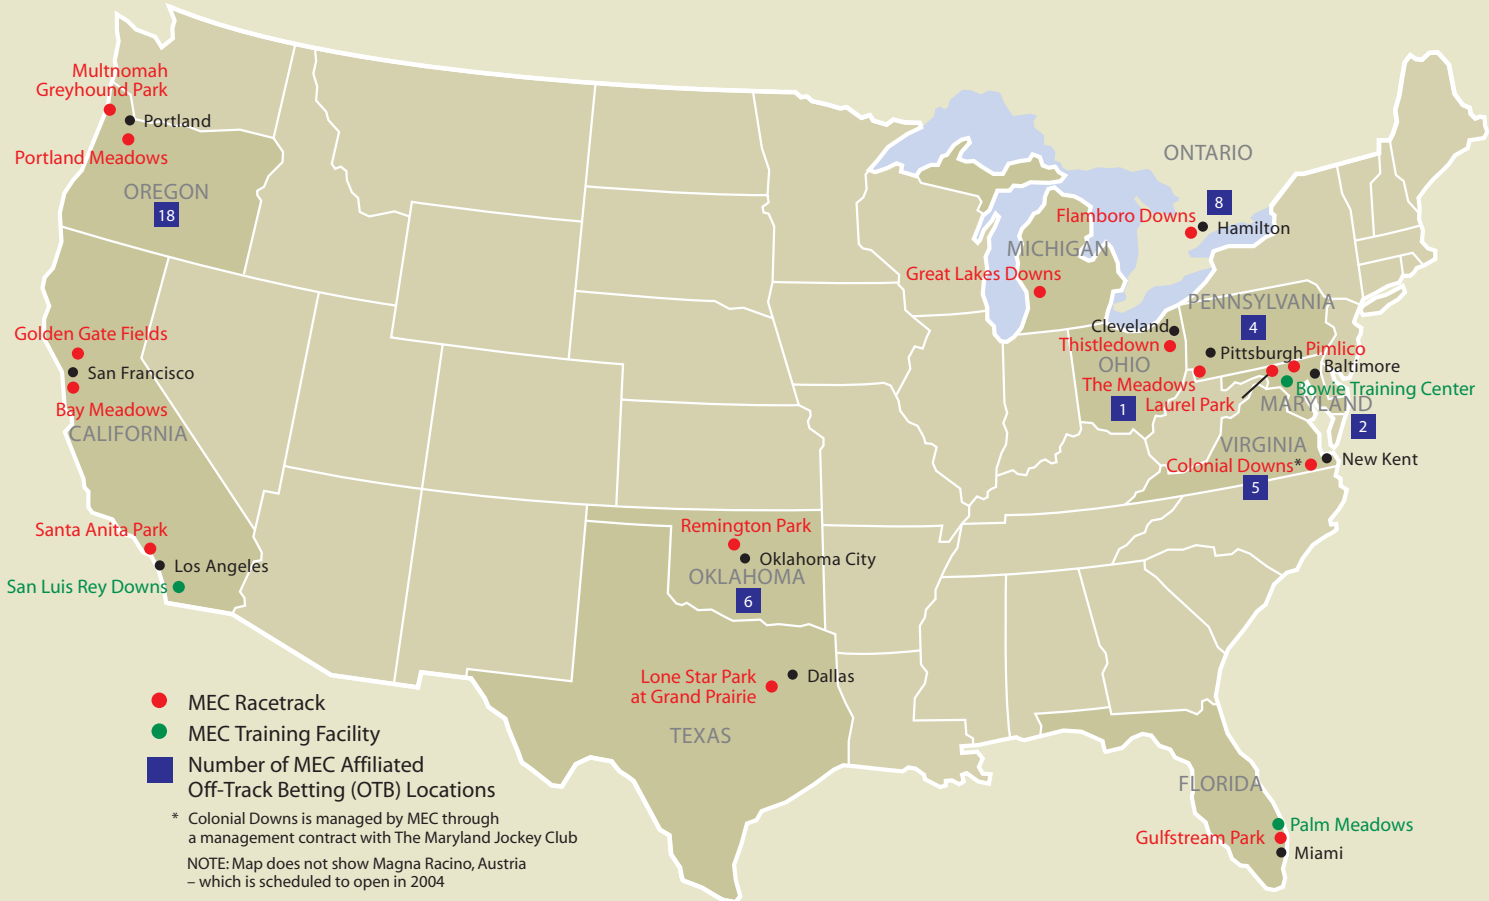 Multnomah
Greyhound Park
Portland
Portland Meadows
OREGON
18
Golden Gate Fields
San Francisco
Bay Meadows
CALIFORNIA
Santa Anita Park
Los Angeles
San Luis Rey Downs
Remington Park
Oklahoma City
OKLAHOMA
6
Lone Star Park
at Grand Prairie
Dallas
TEXAS
ONTARIO
8
Flamboro Downs
Hamilton
MICHIGAN
Great Lakes Downs
PENNSYLVANIA
4
Cleveland
Thistledown
OHIO
Pittsburgh
Pimlico
Baltimore
The Meadows
Bowie Training Center
Laurel Park
MARYLAND
1
2
VIRGINIA
New Kent
Colonial Downs*
5
FLORIDA
Palm Meadows
Gulfstream Park
Miami
MEC Racetrack
MEC Training Facility
Number of MEC Affiliated
Off-Track Betting (OTB) Locations
* Colonial Downs is managed by MEC through
a management contract with The Maryland Jockey Club
NOTE: Map does not show Magna Racino, Austria
– which is scheduled to open in 2004